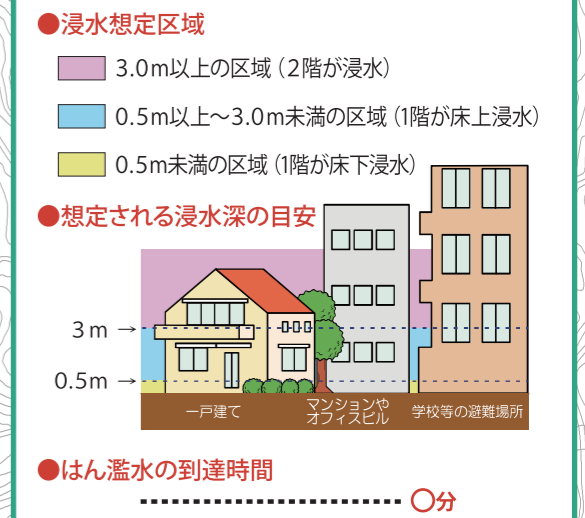 ●浸水想定区域
3.0m以上の区域（2階が浸水）
0.5m以上～3.0m未満の区域（1階が床上浸水）
0.5m未満の区域（1階が床下浸水）
●想定される浸水深の目安
3m →
0.5m →
一戸建て
マンションや
オフィスビル
学校等の避難場所
●はん濫水の到達時間
〇分